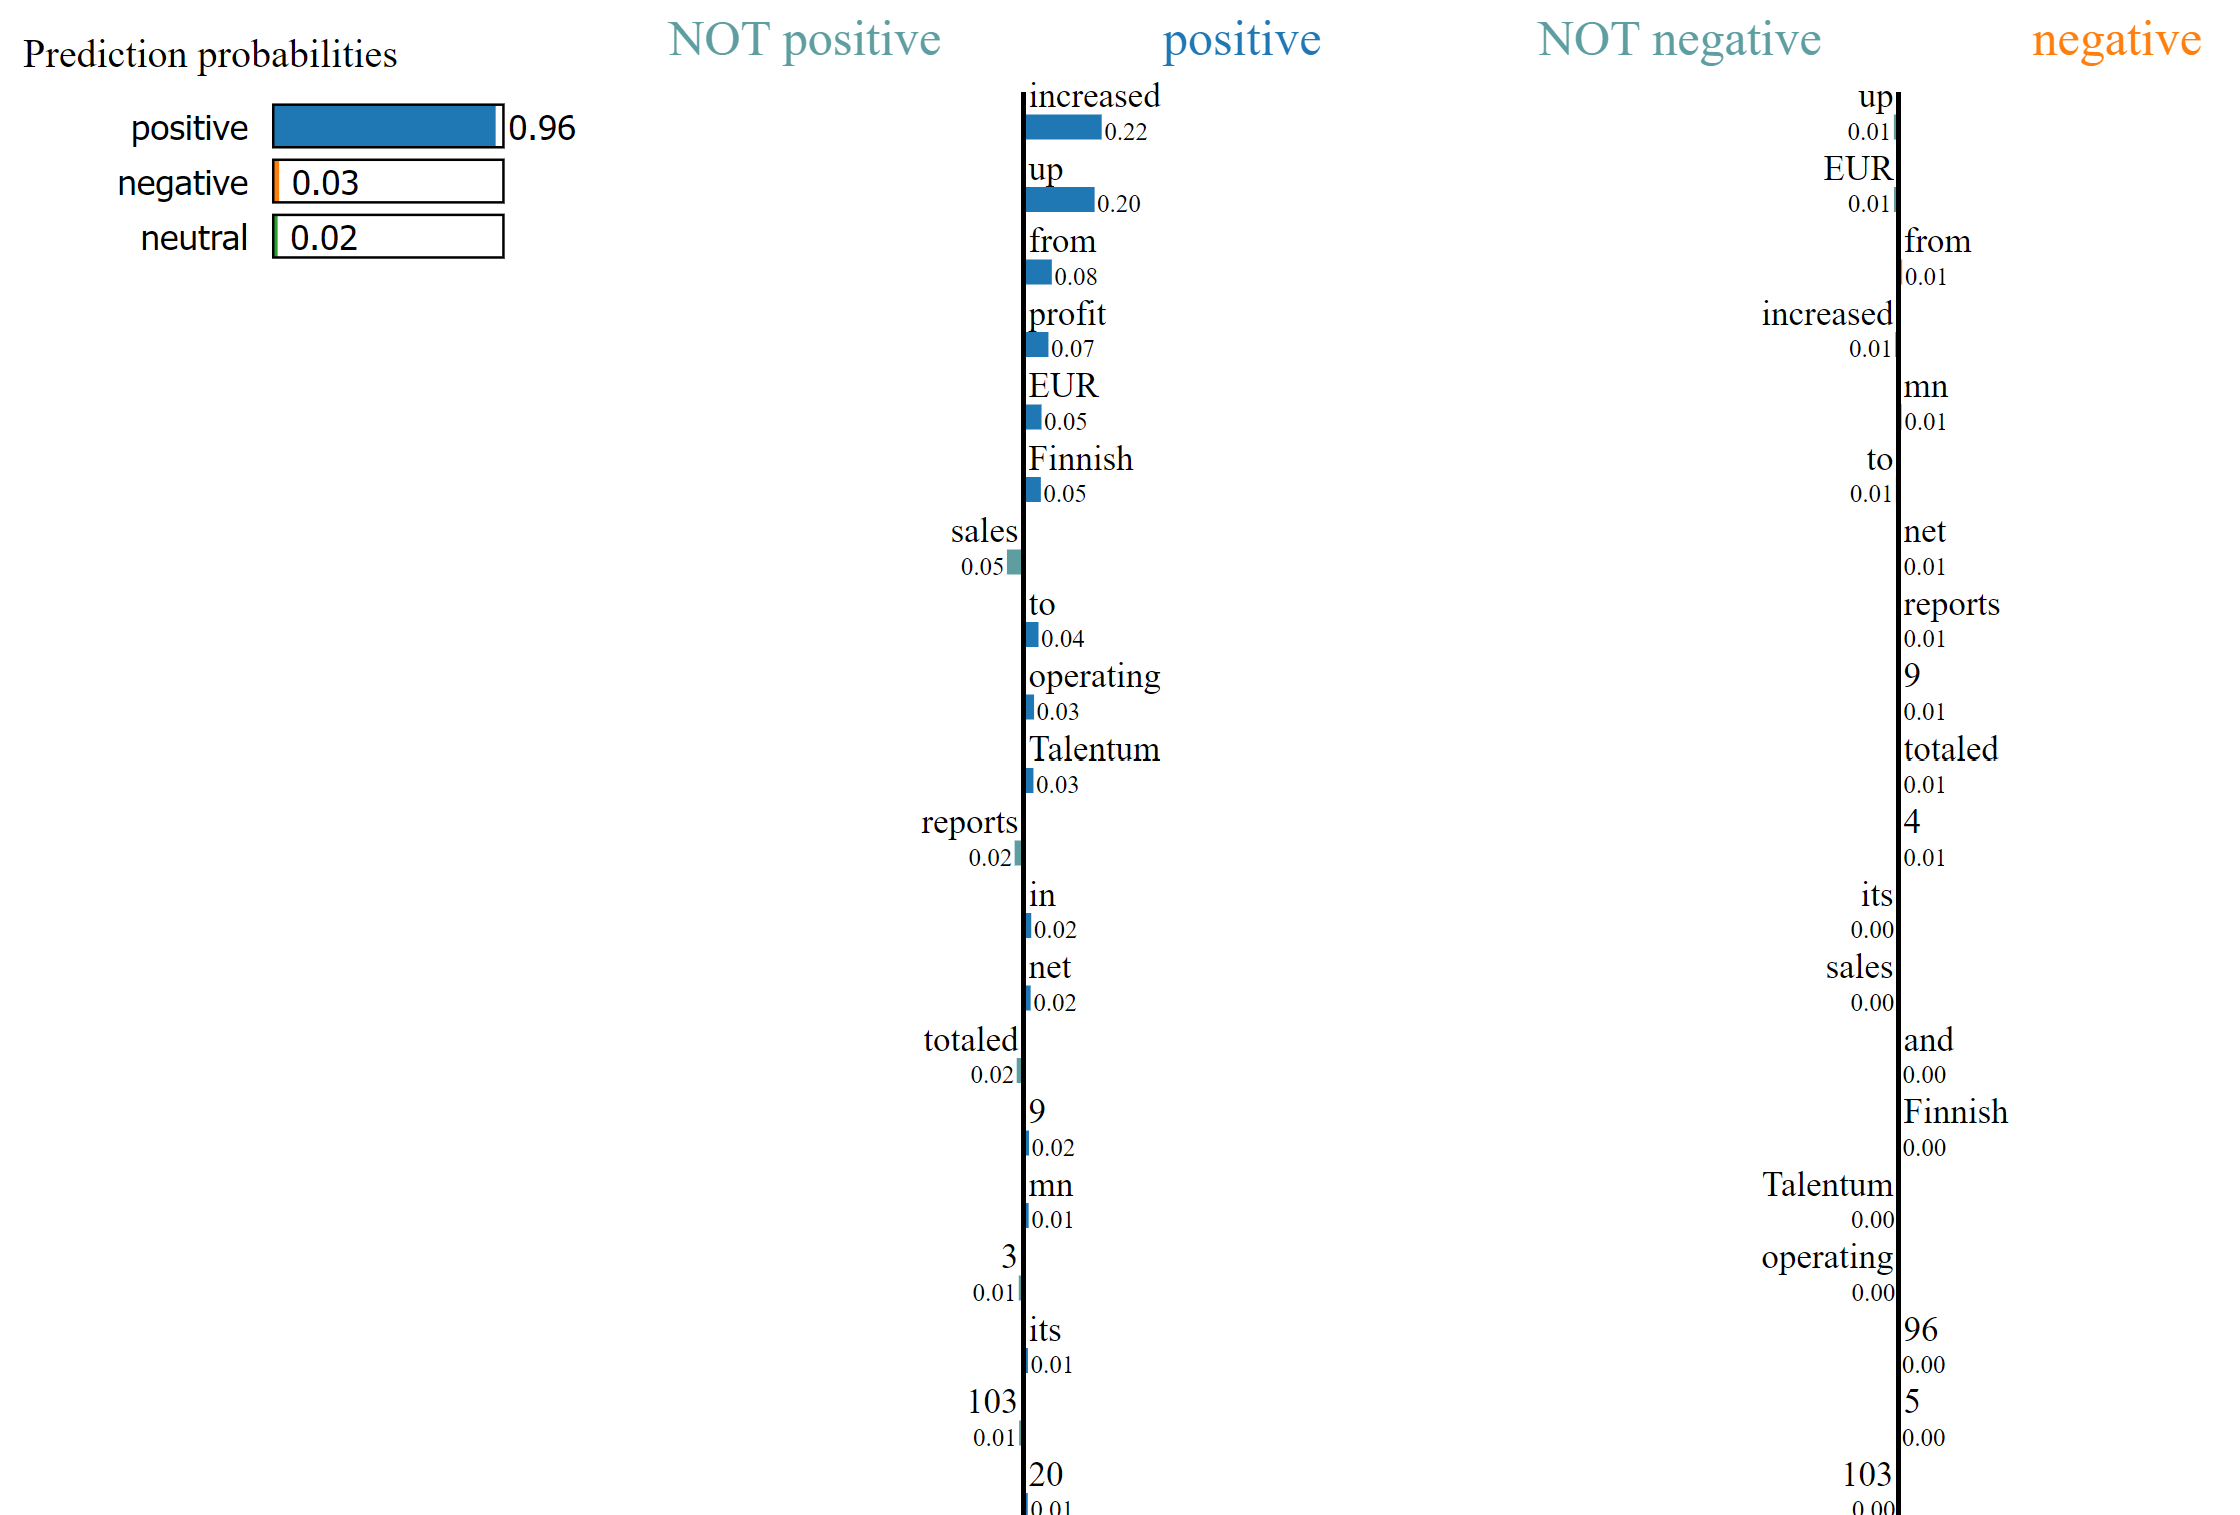 Prediction probabilities
positive 0.96
negative 0.03
neutral 0.02
NOT positive positive
increased
0.22
up
0.20
from
0.08
profit
0.07
EUR
0.05
Finnish
0.05
sales
0.05
to
0.04
operating
0.03
Talentum
0.03
reports
0.02
in
0.02
net
0.02
totaled
0.02
9
0.02
mn
0.01
3
0.01
its
0.01
103
0.01
20
0.01
NOT negative negative
up
0.01
EUR
0.01
from
0.01
increased
0.01
mn
0.01
to
0.01
net
0.01
reports
0.01
9
0.01
totaled
0.01
4
0.01
its
0.00
sales
0.00
and
0.00
Finnish
0.00
Talentum
0.00
operating
0.00
96
0.00
5
0.00
103
0.00